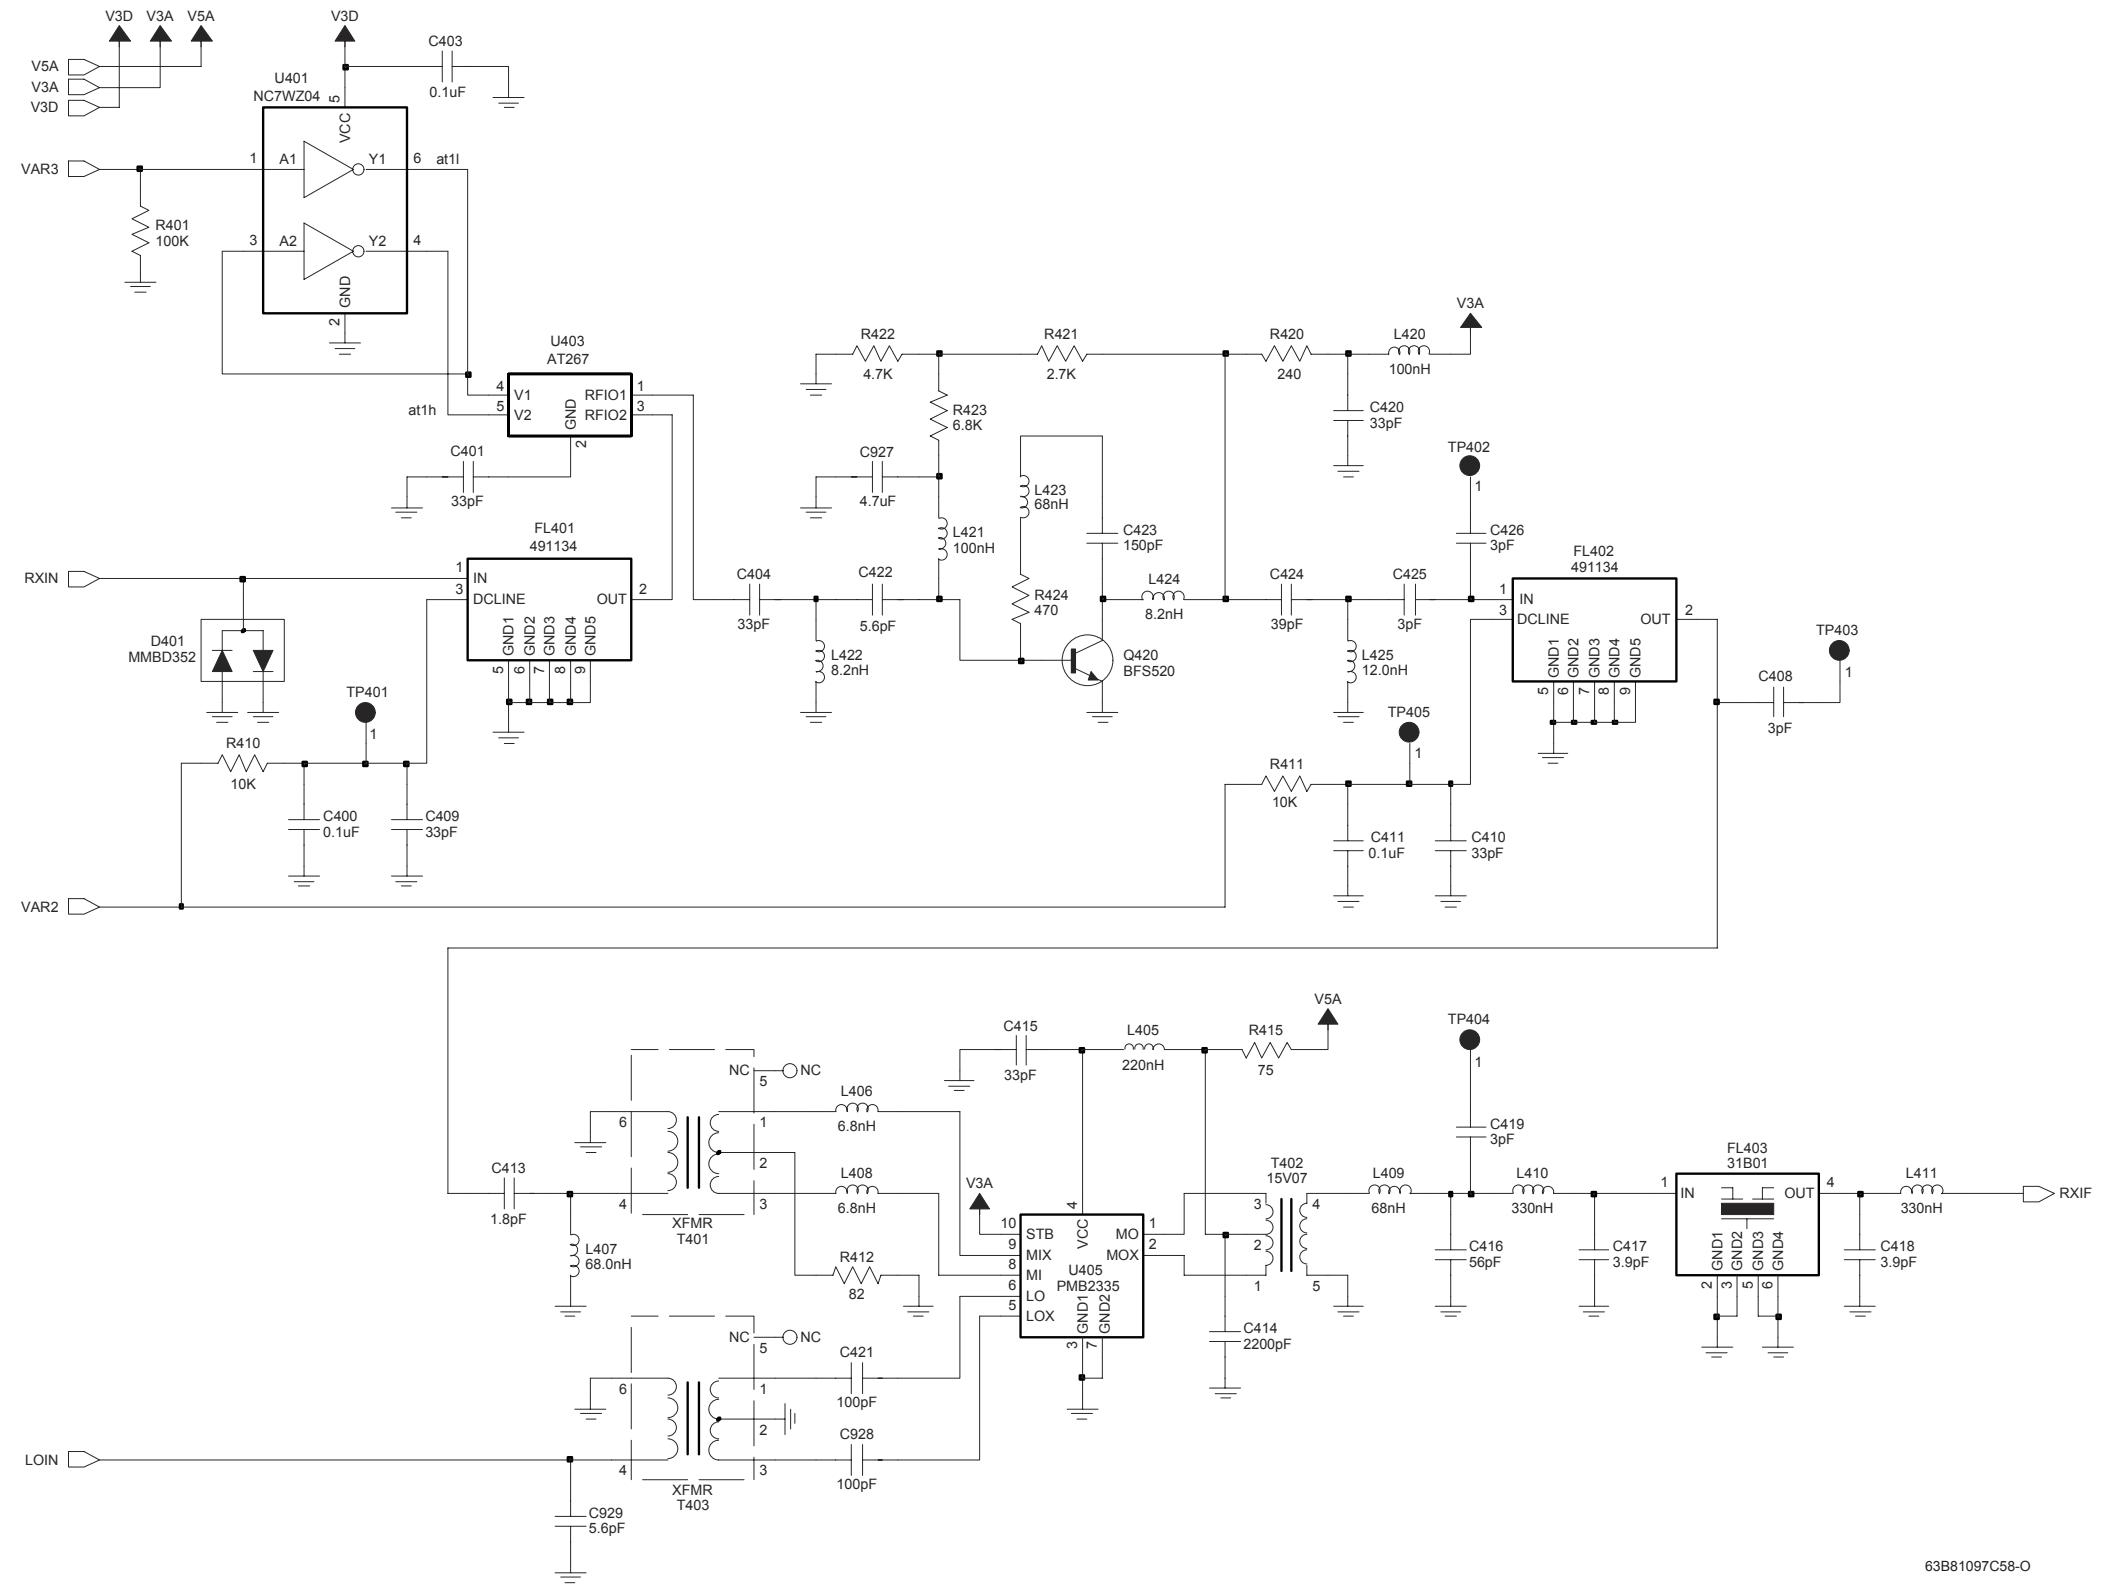 V3D V3A V5A
V3D
V5A
V3A
V3D
C403
0.1uF
U401
NC7WZ04
5
VCC
VAR3
1 A1 Y1 6 at1l
R401
100K
3 A2 Y2 4
GND
2
U403
AT267
4 V1 RFIO1 1
5 V2 RFIO2 3
GND
2
at1h
C401
33pF
R422
4.7K
R421
2.7K
R420
240
L420
100nH
V3A
R423
6.8K
C420
33pF
C927
4.7uF
L421
100nH
L423
68nH
C423
150pF
R424
470
TP402
1
C426
3pF
FL401
491134
RXIN
1 IN
3 DCLINE OUT 2
GND1 GND2 GND3 GND4 GND5
5 6 7 8 9
D401
MMBD352
C404
33pF
C422
5.6pF
L422
8.2nH
L424
8.2nH
Q420
BFS520
C424
39pF
C425
3pF
L425
12.0nH
FL402
491134
1 IN
3 DCLINE OUT 2
GND1 GND2 GND3 GND4 GND5
5 6 7 8 9
TP403
1
C408
3pF
TP401
1
R410
10K
C400
0.1uF
C409
33pF
TP405
1
R411
10K
C411
0.1uF
C410
33pF
VAR2
V5A
C415
33pF
L405
220nH
R415
75
TP404
1
C419
3pF
NC 5 NC
6 1
2
4 3
XFMR
T401
L406
6.8nH
L408
6.8nH
C413
1.8pF
L407
68.0nH
R412
82
V3A
10 STB
9 MIX
8 MI
6 LO
5 LOX
4
VCC
MO 1
MOX 2
U405
PMB2335
GND1 GND2
3 7
T402
15V07
3 4
2
1 5
C414
2200pF
L409
68nH
L410
330nH
C416
56pF
C417
3.9pF
FL403
31B01
1 IN OUT 4
GND1 GND2 GND3 GND4
2 3 5 6
L411
330nH
RXIF
C418
3.9pF
NC 5 NC
6 1
2
4 3
XFMR
T403
C421
100pF
C928
100pF
LOIN
C929
5.6pF
63B81097C58-O